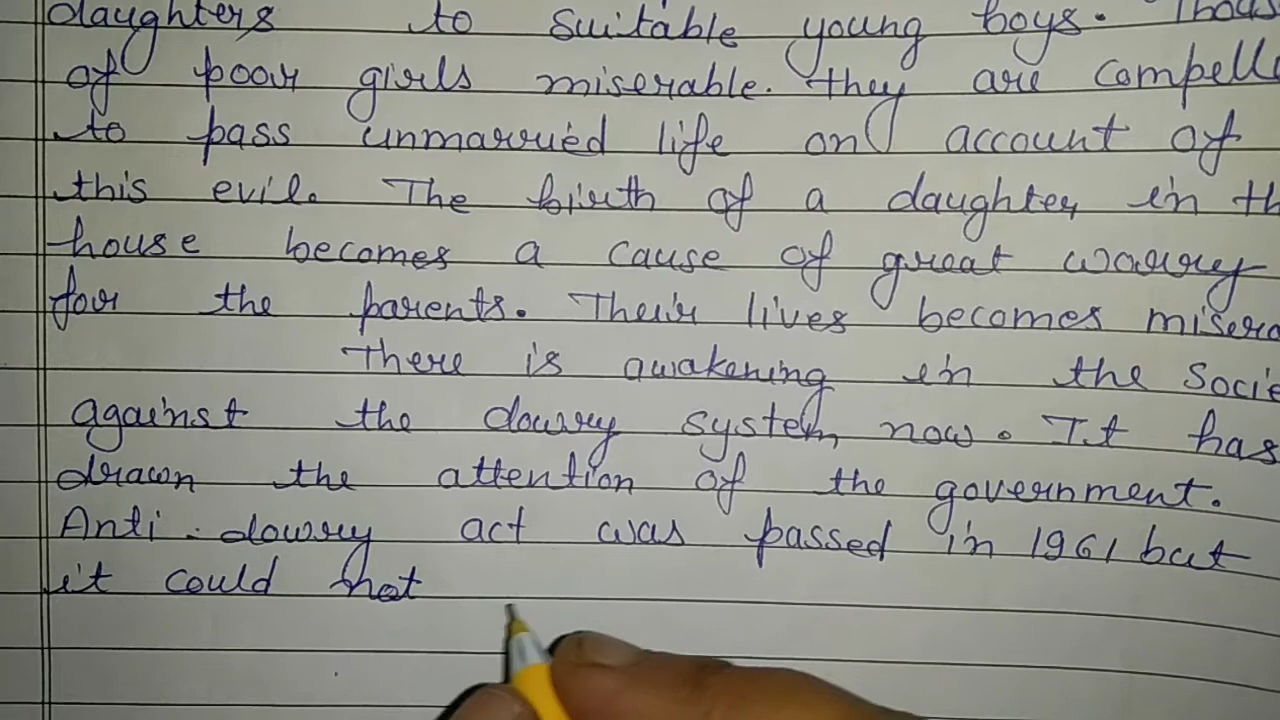 daughters to suitable young boys. Thous
of poor girls miserable. They are compelle
to pass unmarried life on account of
this evil. The birth of a daughter in th
house becomes a cause of great worry
for the parents. Their lives becomes misera
There is awakening in the Socie
against the dowry system now. It has
drawn the attention of the government.
Anti-dowry act was passed in 1961 but
it could not